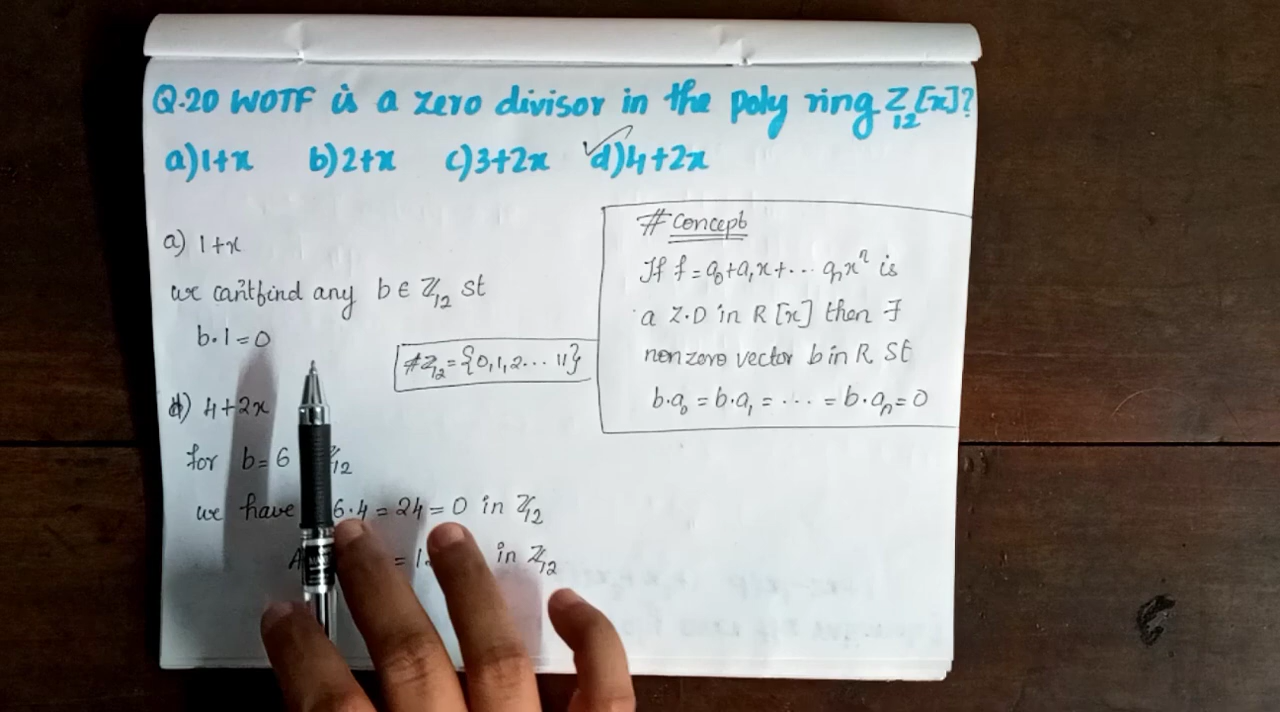 Q.20 WOTF is a zero divisor in the poly ring Z₁₂[x]?
a) 1+x b) 2+x c) 3+2x d) 4+2x
a) 1+x
we can't find any b ∈ Z₁₂ st
b·1=0
# Z₁₂ = {0,1,2... 11}
d) 4+2x
for b=6
we have 6·4 = 24 = 0 in Z₁₂
in Z₁₂
# Concept
If f = a₀+a₁x+... aₙxⁿ is
a Z.D in R[x] then ∃
nonzero vector b in R St
b·a₀ = b·a₁ = .... = b·aₙ = 0